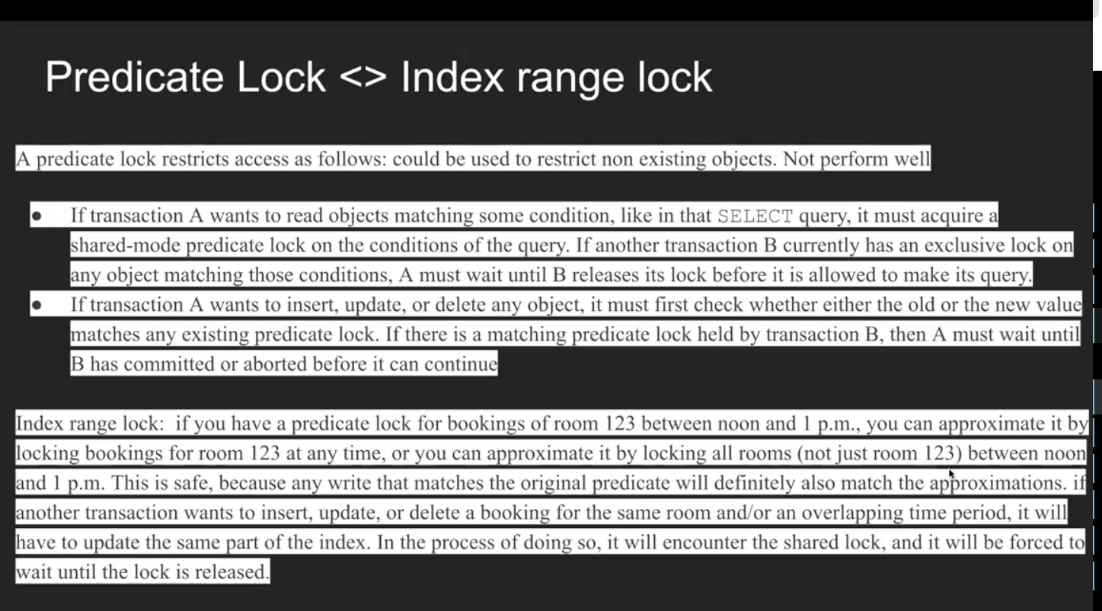 Predicate Lock <> Index range lock
A predicate lock restricts access as follows: could be used to restrict non existing objects. Not perform well
● If transaction A wants to read objects matching some condition, like in that SELECT query, it must acquire a
shared-mode predicate lock on the conditions of the query. If another transaction B currently has an exclusive lock on
any object matching those conditions, A must wait until B releases its lock before it is allowed to make its query.
● If transaction A wants to insert, update, or delete any object, it must first check whether either the old or the new value
matches any existing predicate lock. If there is a matching predicate lock held by transaction B, then A must wait until
B has committed or aborted before it can continue
Index range lock:  if you have a predicate lock for bookings of room 123 between noon and 1 p.m., you can approximate it by
locking bookings for room 123 at any time, or you can approximate it by locking all rooms (not just room 123) between noon
and 1 p.m. This is safe, because any write that matches the original predicate will definitely also match the approximations. if
another transaction wants to insert, update, or delete a booking for the same room and/or an overlapping time period, it will
have to update the same part of the index. In the process of doing so, it will encounter the shared lock, and it will be forced to
wait until the lock is released.